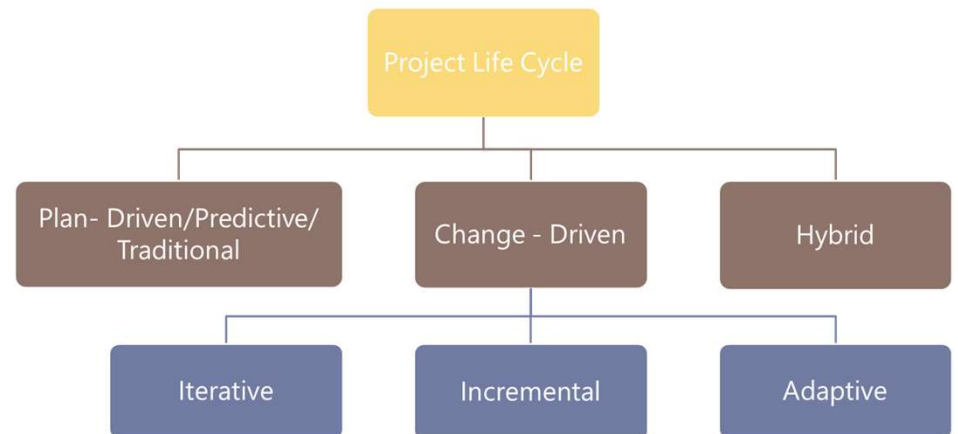 Project Life Cycle
Plan- Driven/Predictive/
Traditional
Change - Driven
Hybrid
Iterative
Incremental
Adaptive